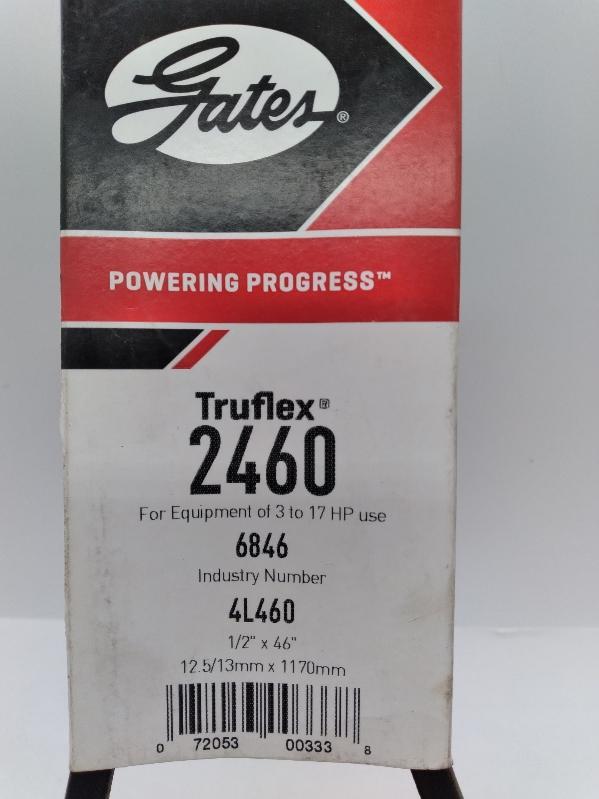 Gates®
POWERING PROGRESS™
Truflex®
2460
For Equipment of 3 to 17 HP use
6846
Industry Number
4L460
1/2" x 46"
12.5/13mm x 1170mm
0 72053 00333 8